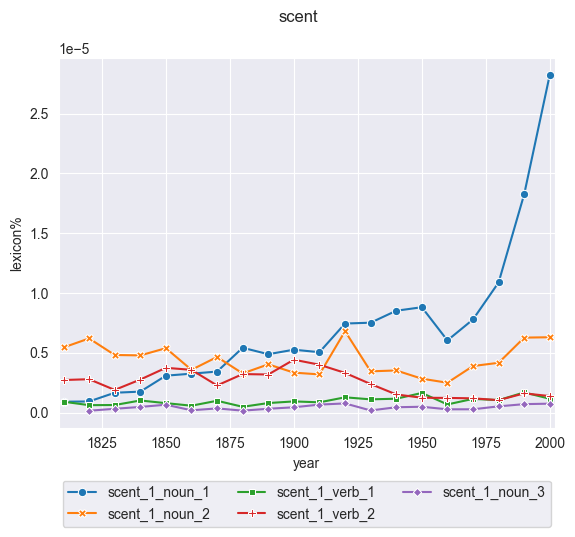 scent
1e−5
2.5
2.0
1.5
1.0
0.5
0.0
lexicon%
1825 1850 1875 1900 1925 1950 1975 2000
year
scent_1_noun_1 scent_1_verb_1 scent_1_noun_3
scent_1_noun_2 scent_1_verb_2